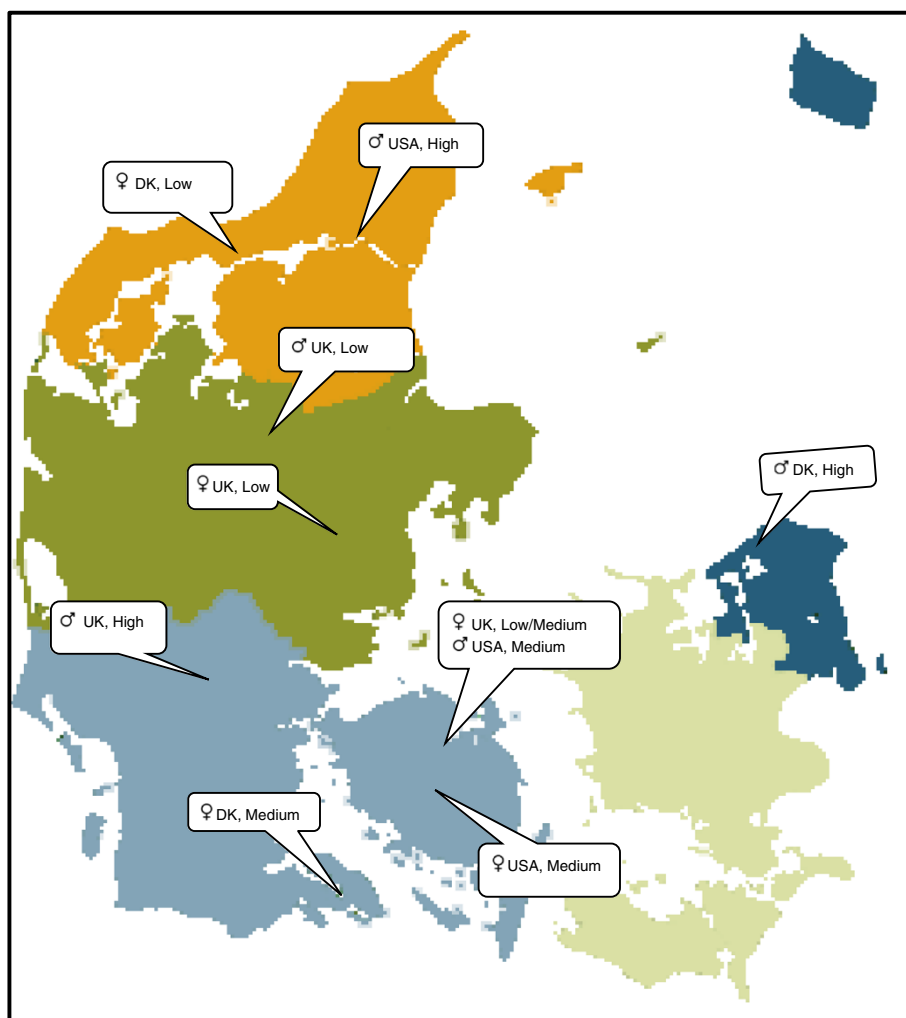 ♂ USA, High
♀ DK, Low
♂ UK, Low
♂ DK, High
♀ UK, Low
♂ UK, High
♀ UK, Low/Medium
♂ USA, Medium
♀ DK, Medium
♀ USA, Medium